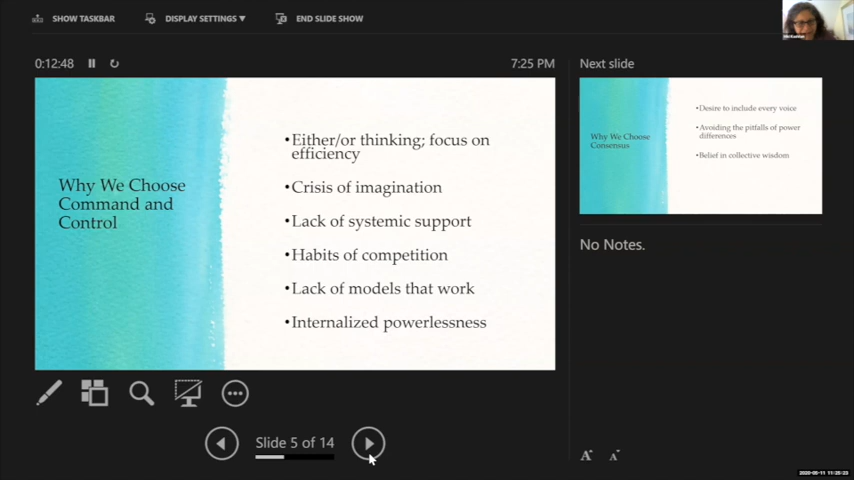 SHOW TASKBAR
DISPLAY SETTINGS ▼
END SLIDE SHOW
0:12:48
7:25 PM
Why We Choose
Command and
Control
•Either/or thinking; focus on
efficiency
•Crisis of imagination
•Lack of systemic support
•Habits of competition
•Lack of models that work
•Internalized powerlessness
Slide 5 of 14
Next slide
Why We Choose
Consensus
•Desire to include every voice
•Avoiding the pitfalls of power
differences
•Belief in collective wisdom
No Notes.
A A